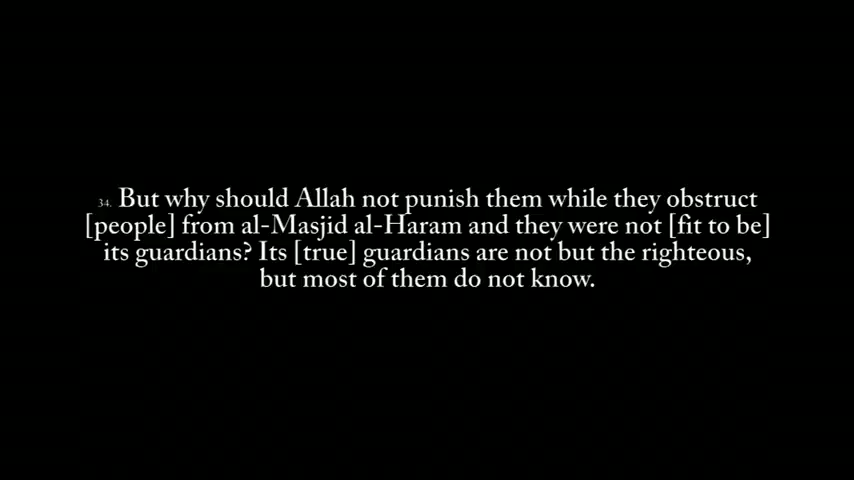 34. But why should Allah not punish them while they obstruct
[people] from al-Masjid al-Haram and they were not [fit to be]
its guardians? Its [true] guardians are not but the righteous,
but most of them do not know.